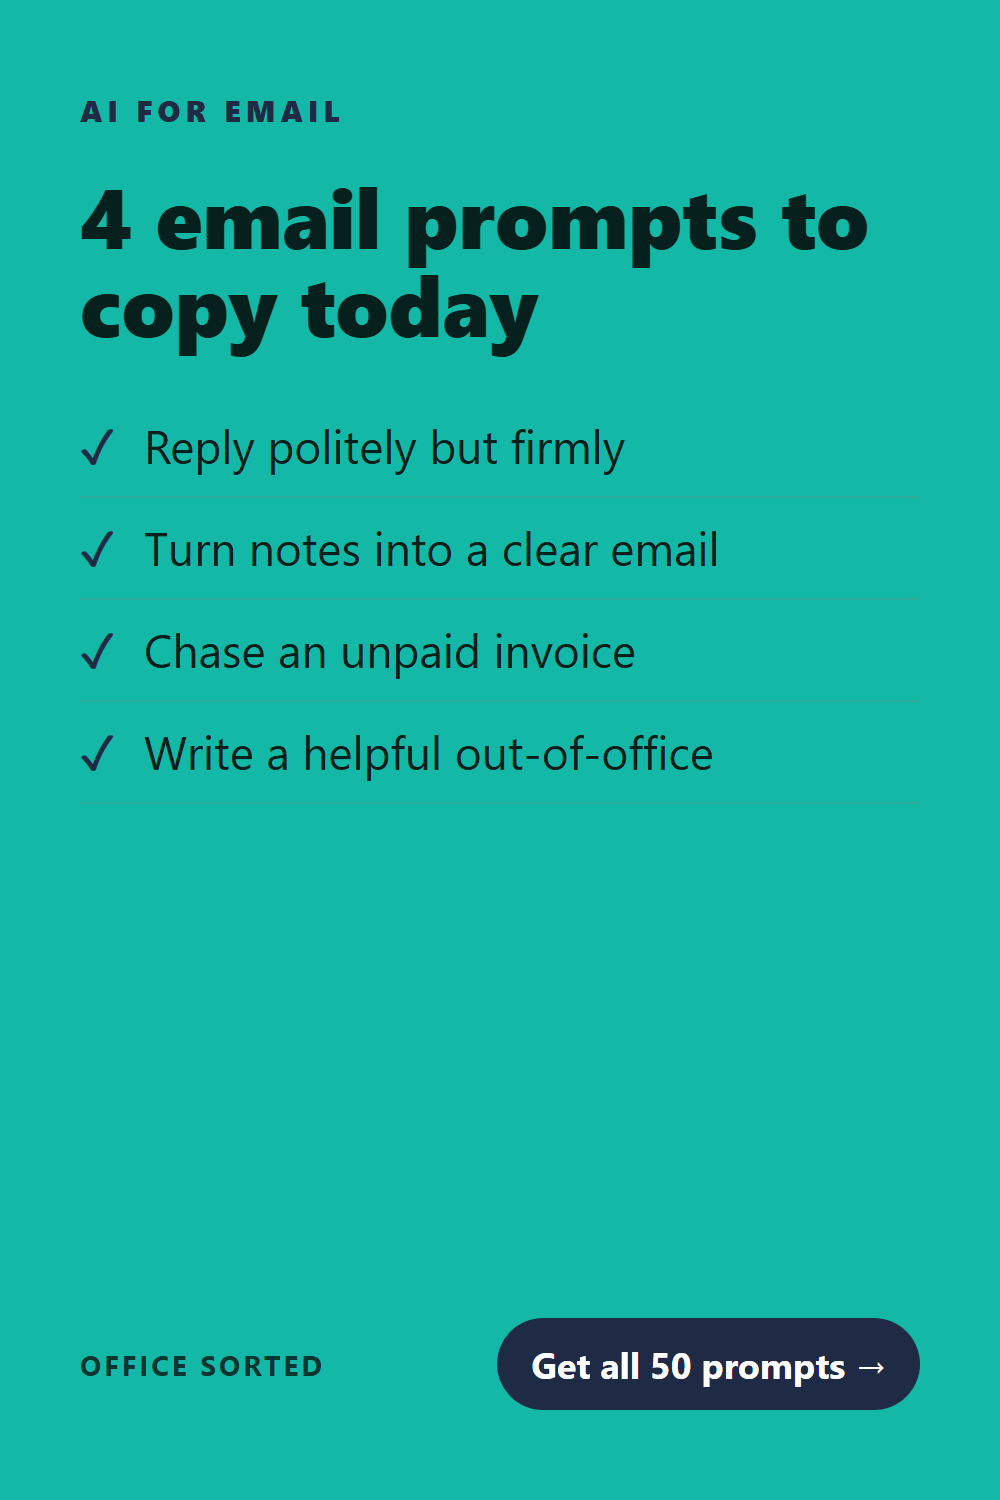 AI FOR EMAIL
4 email prompts to
copy today
✓ Reply politely but firmly
✓ Turn notes into a clear email
✓ Chase an unpaid invoice
✓ Write a helpful out-of-office
OFFICE SORTED
Get all 50 prompts →